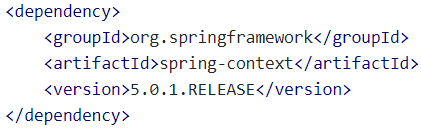 <dependency>
    <groupId>org.springframework</groupId>
    <artifactId>spring-context</artifactId>
    <version>5.0.1.RELEASE</version>
</dependency>